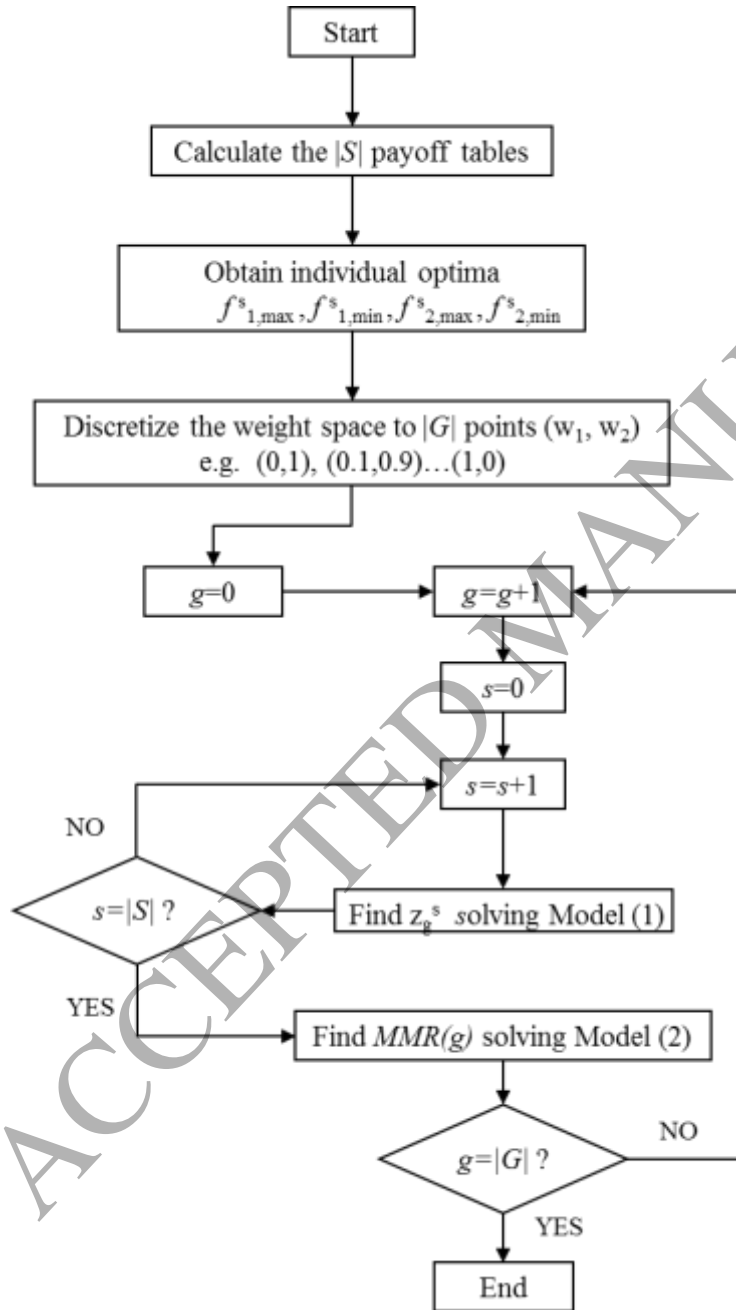 Start
Calculate the |S| payoff tables
Obtain individual optima
f^s_1,max, f^s_1,min, f^s_2,max, f^s_2,min
Discretize the weight space to |G| points (w_1, w_2)
e.g. (0,1), (0.1,0.9)…(1,0)
g=0
g=g+1
s=0
s=s+1
NO
s=|S| ?
Find z_g^s solving Model (1)
YES
Find MMR(g) solving Model (2)
g=|G| ?
NO
YES
End
ACCEPTED MANU